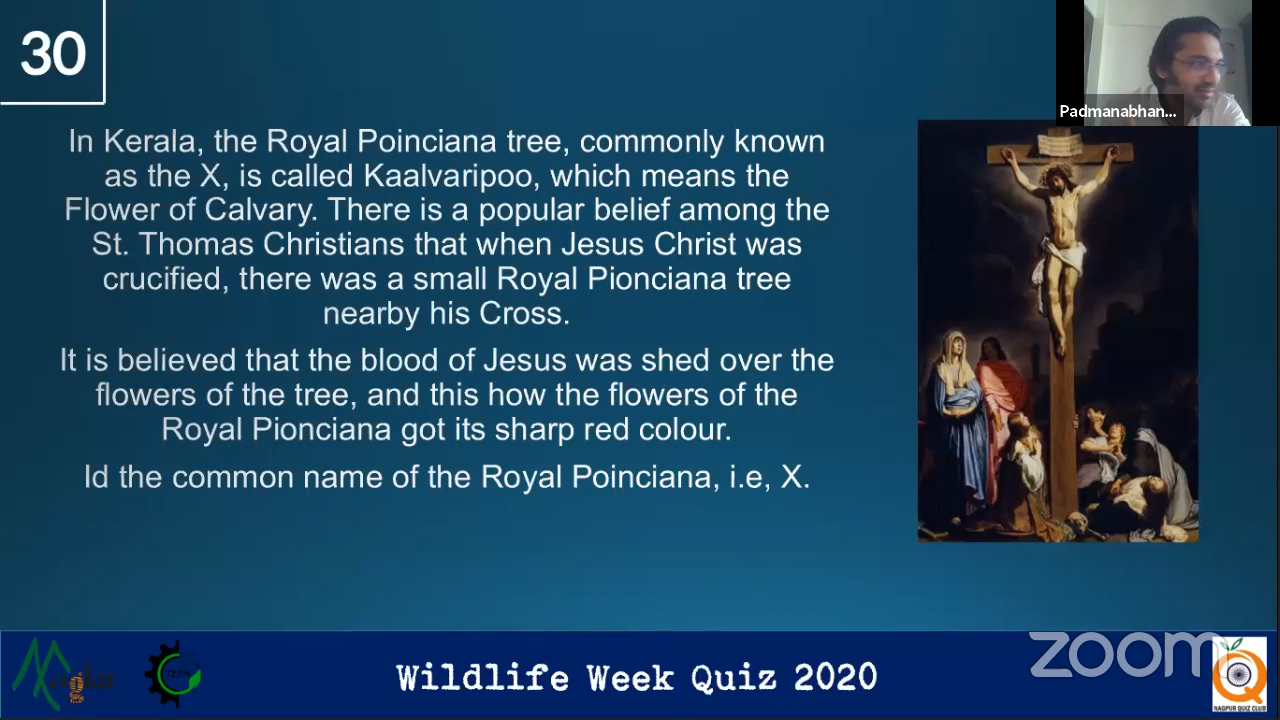 30
Padmanabhan...
In Kerala, the Royal Poinciana tree, commonly known
as the X, is called Kaalvaripoo, which means the
Flower of Calvary. There is a popular belief among the
St. Thomas Christians that when Jesus Christ was
crucified, there was a small Royal Pionciana tree
nearby his Cross.
It is believed that the blood of Jesus was shed over the
flowers of the tree, and this how the flowers of the
Royal Pionciana got its sharp red colour.
Id the common name of the Royal Poinciana, i.e, X.
Wildlife Week Quiz 2020
zoom
NAGPUR QUIZ CLUB